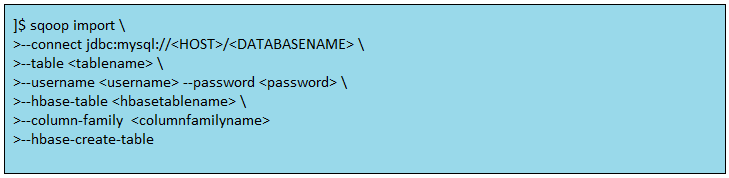 ]$ sqoop import \
>--connect jdbc:mysql://<HOST>/<DATABASENAME> \
>--table <tablename> \
>--username <username> --password <password> \
>--hbase-table <hbasetablename> \
>--column-family  <columnfamilyname>
>--hbase-create-table